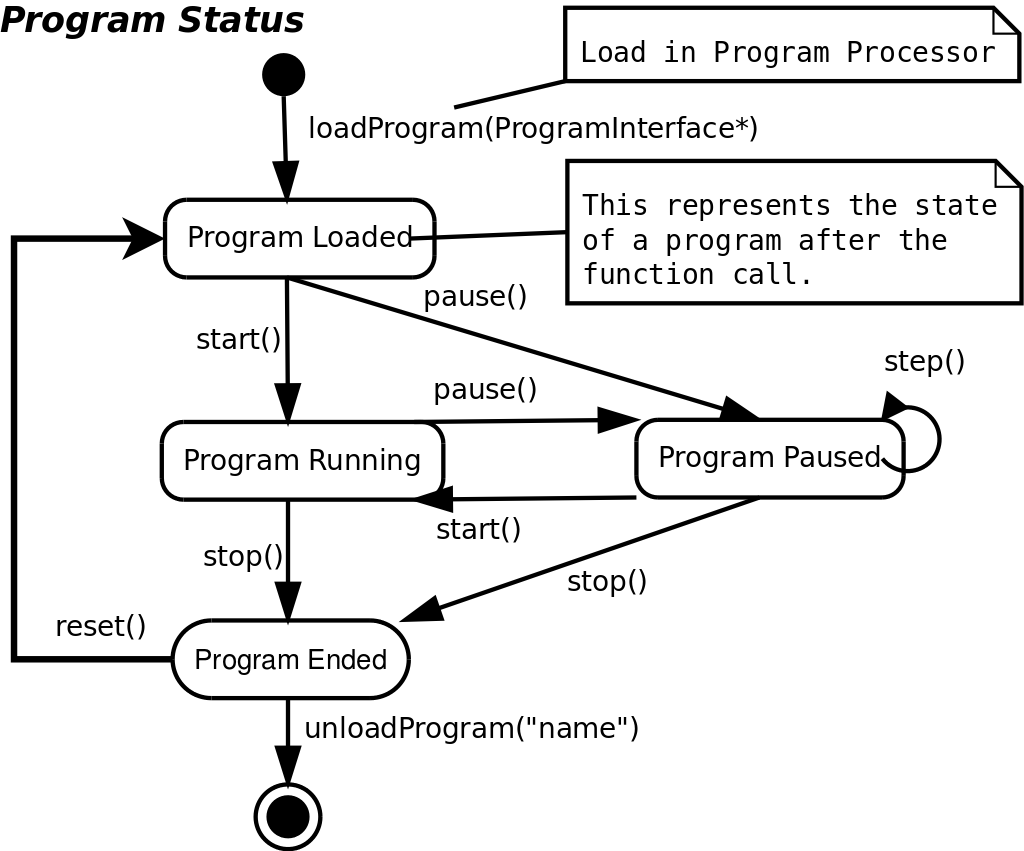 Program Status
Load in Program Processor
loadProgram(ProgramInterface*)
This represents the state
of a program after the
function call.
Program Loaded
pause()
start()
step()
pause()
Program Running
Program Paused
start()
stop()
stop()
reset()
Program Ended
unloadProgram("name")